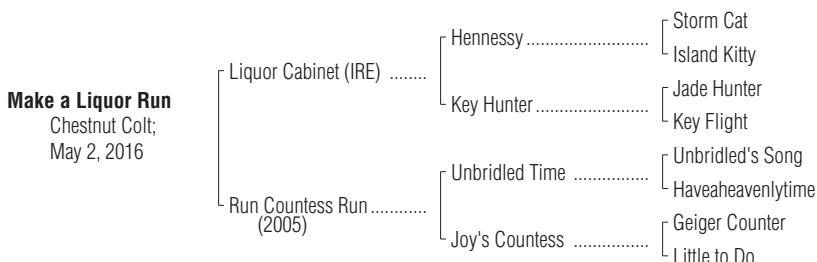 Storm Cat
Hennessy ........................
Island Kitty
Liquor Cabinet (IRE) ........
Jade Hunter
Key Hunter ........................
Key Flight
Make a Liquor Run
Chestnut Colt;
May 2, 2016
Unbridled's Song
Unbridled Time ................
Haveaheavenlytime
Run Countess Run ............
(2005)
Geiger Counter
Joy's Countess ................
Little to Do